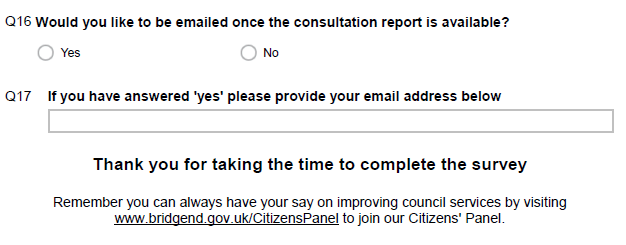 Q16 Would you like to be emailed once the consultation report is available?
Yes No
Q17 If you have answered 'yes' please provide your email address below
Thank you for taking the time to complete the survey
Remember you can always have your say on improving council services by visiting
www.bridgend.gov.uk/CitizensPanel to join our Citizens' Panel.